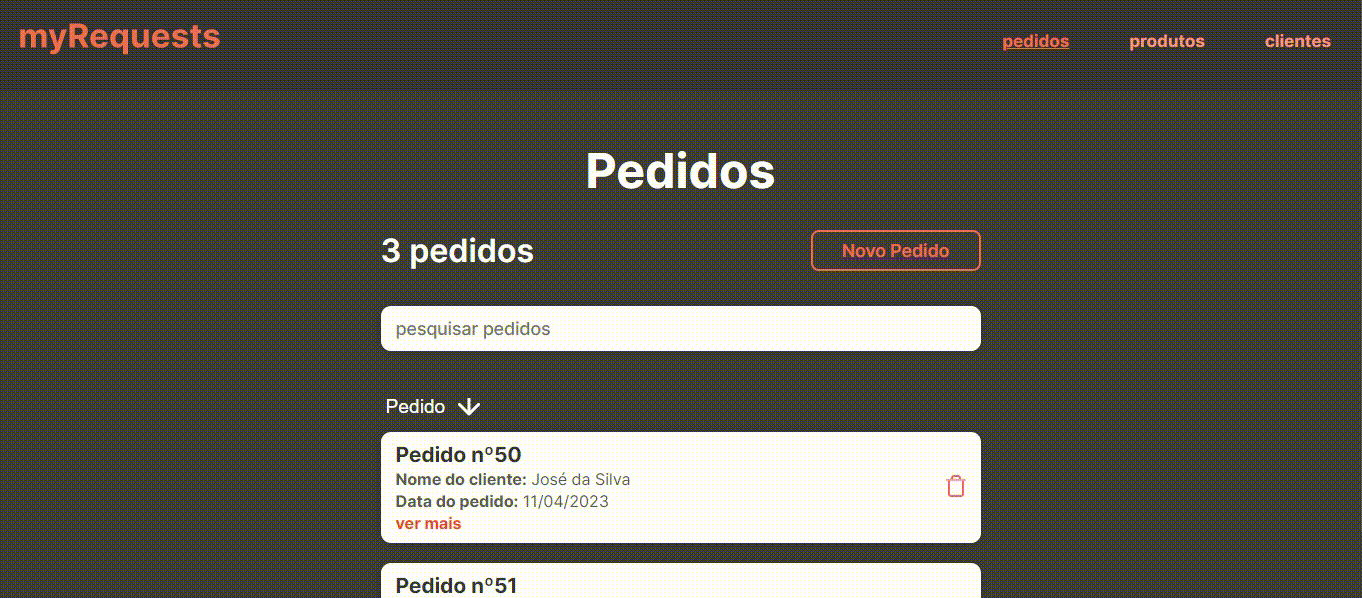 myRequests
pedidos produtos clientes
Pedidos
3 pedidos
Novo Pedido
pesquisar pedidos
Pedido
Pedido nº50
Nome do cliente: José da Silva
Data do pedido: 11/04/2023
ver mais
Pedido nº51